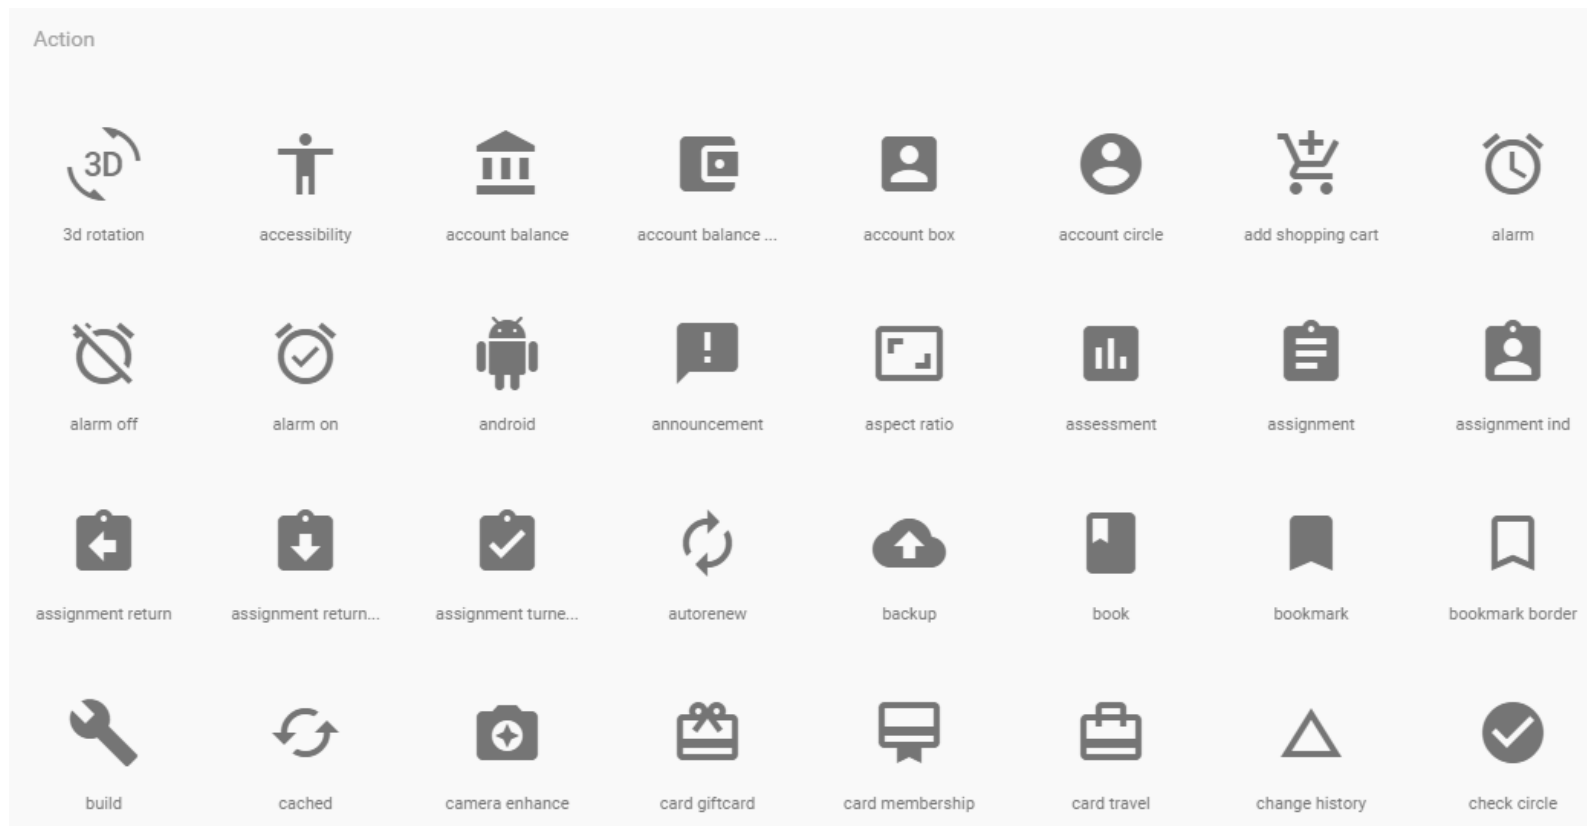 Action
3D
3d rotation accessibility account balance account balance ... account box account circle add shopping cart alarm
alarm off alarm on android announcement aspect ratio assessment assignment assignment ind
assignment return assignment return... assignment turne... autorenew backup book bookmark bookmark border
build cached camera enhance card giftcard card membership card travel change history check circle